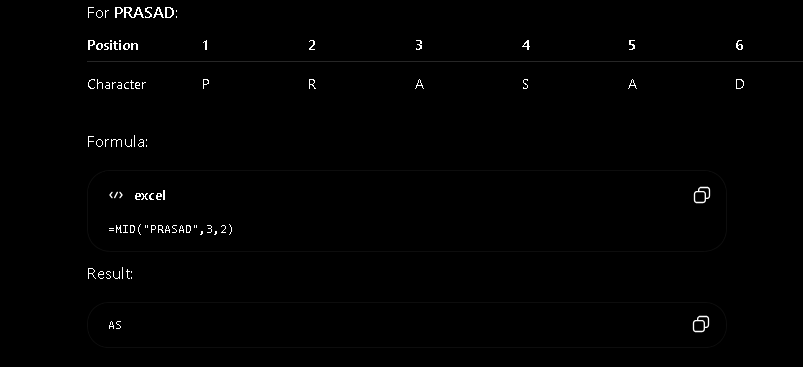 For PRASAD:
Position 1 2 3 4 5 6
Character P R A S A D
Formula:
excel
=MID("PRASAD",3,2)
Result:
AS